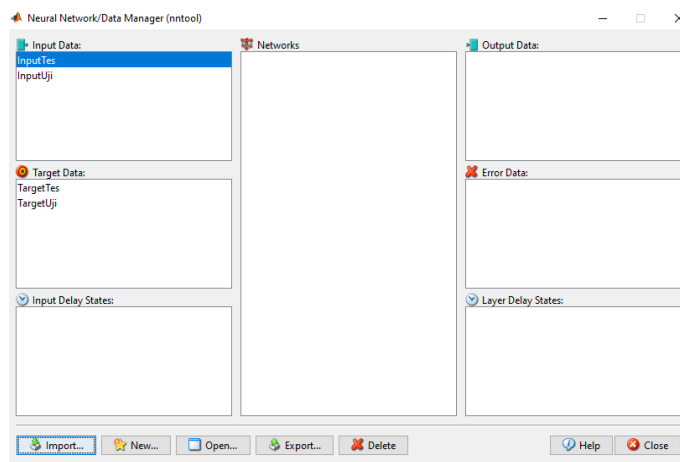 Neural Network/Data Manager (nntool)
Input Data:
InputTes
InputUji
Networks
Output Data:
Target Data:
TargetTes
TargetUji
Error Data:
Input Delay States:
Layer Delay States:
Import... New... Open... Export... Delete Help Close